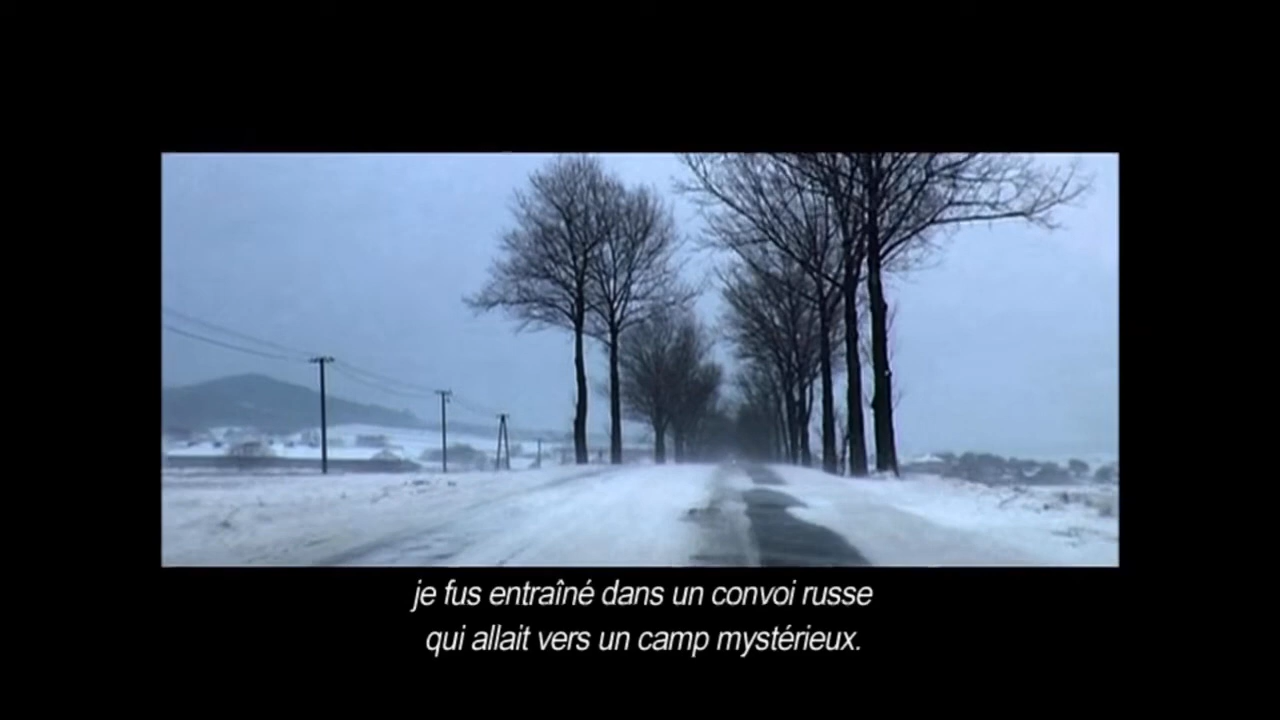 je fus entraîné dans un convoi russe
qui allait vers un camp mystérieux.